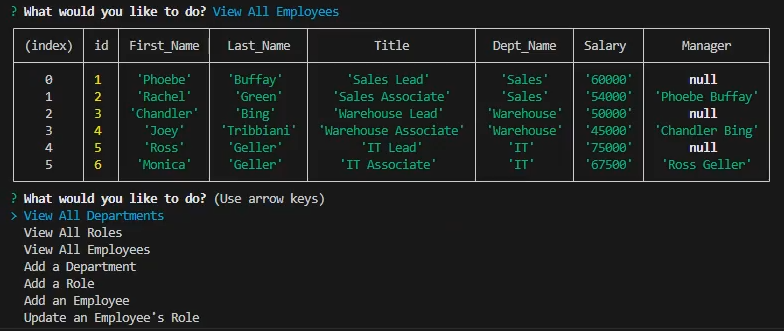 ? What would you like to do? View All Employees
(index) id First_Name Last_Name Title Dept_Name Salary Manager
0 1 'Phoebe' 'Buffay' 'Sales Lead' 'Sales' '60000' null
1 2 'Rachel' 'Green' 'Sales Associate' 'Sales' '54000' 'Phoebe Buffay'
2 3 'Chandler' 'Bing' 'Warehouse Lead' 'Warehouse' '50000' null
3 4 'Joey' 'Tribbiani' 'Warehouse Associate' 'Warehouse' '45000' 'Chandler Bing'
4 5 'Ross' 'Geller' 'IT Lead' 'IT' '75000' null
5 6 'Monica' 'Geller' 'IT Associate' 'IT' '67500' 'Ross Geller'
? What would you like to do? (Use arrow keys)
> View All Departments
View All Roles
View All Employees
Add a Department
Add a Role
Add an Employee
Update an Employee's Role